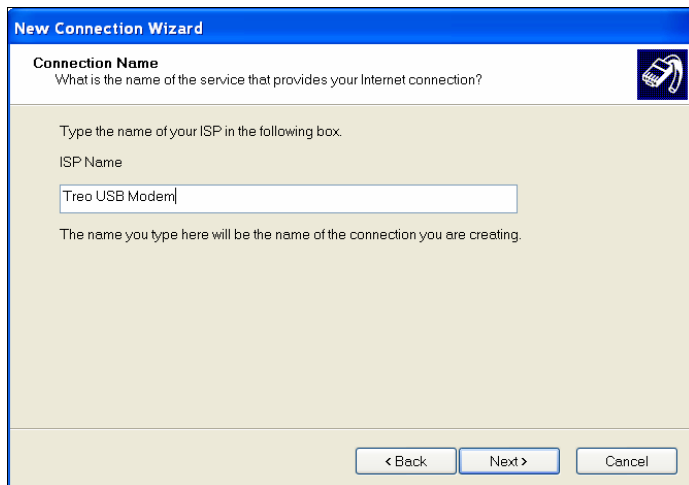 New Connection Wizard
Connection Name
What is the name of the service that provides your Internet connection?
Type the name of your ISP in the following box.
ISP Name
Treo USB Modem
The name you type here will be the name of the connection you are creating.
< Back Next > Cancel